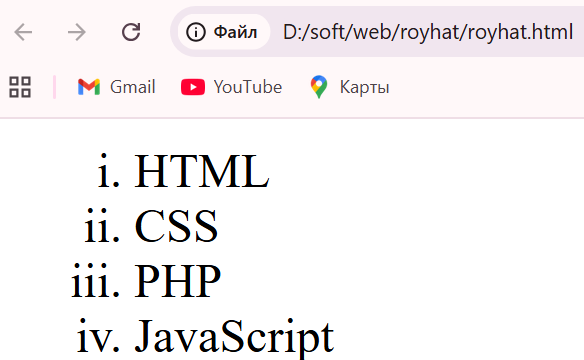 Файл D:/soft/web/royhat/royhat.html
Gmail YouTube Карты
i. HTML
ii. CSS
iii. PHP
iv. JavaScript